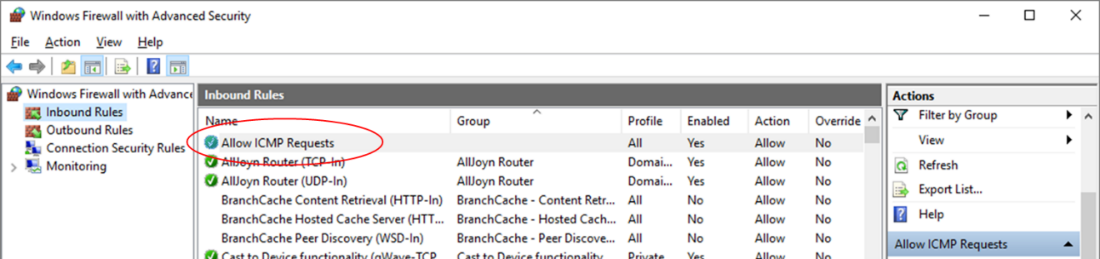 Windows Firewall with Advanced Security
File Action View Help
Windows Firewall with Advance
Inbound Rules
Outbound Rules
Connection Security Rules
Monitoring
Inbound Rules
Name Group Profile Enabled Action Override
Allow ICMP Requests All Yes Allow No
AllJoyn Router (TCP-In) AllJoyn Router Domai... Yes Allow No
AllJoyn Router (UDP-In) AllJoyn Router Domai... Yes Allow No
BranchCache Content Retrieval (HTTP-In) BranchCache - Content Retr... All No Allow No
BranchCache Hosted Cache Server (HTT... BranchCache - Hosted Cach... All No Allow No
BranchCache Peer Discovery (WSD-In) BranchCache - Peer Discove... All No Allow No
Cast to Device functionality (qWave-TCP... Cast to Device functionality Private Yes Allow No
Actions
Filter by Group
View
Refresh
Export List...
Help
Allow ICMP Requests